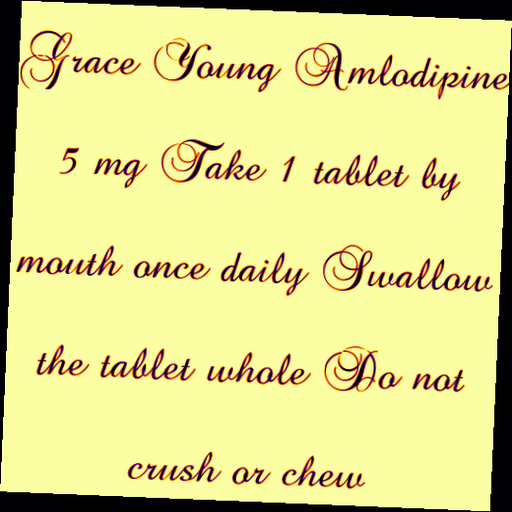 Grace Young Amlodipine
5 mg Take 1 tablet by
mouth once daily Swallow
the tablet whole Do not
crush or chew